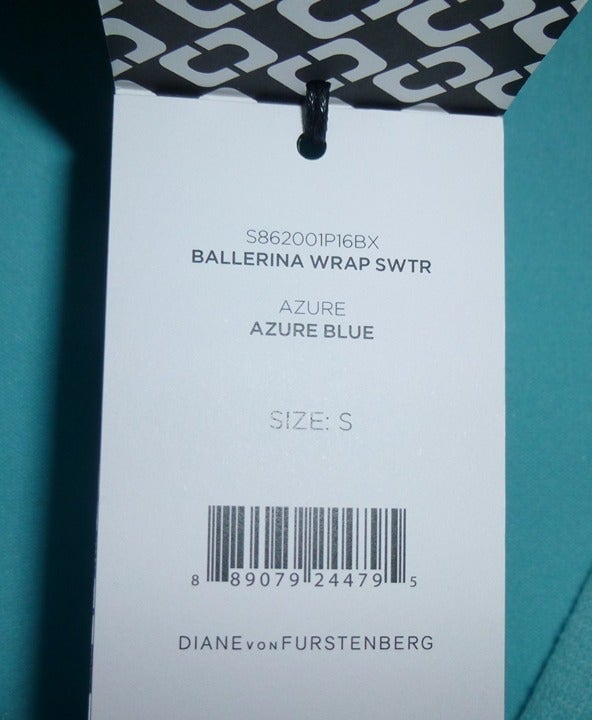 S862001P16BX
BALLERINA WRAP SWTR
AZURE
AZURE BLUE
SIZE: S
8 89079 24479 5
DIANE VON FURSTENBERG